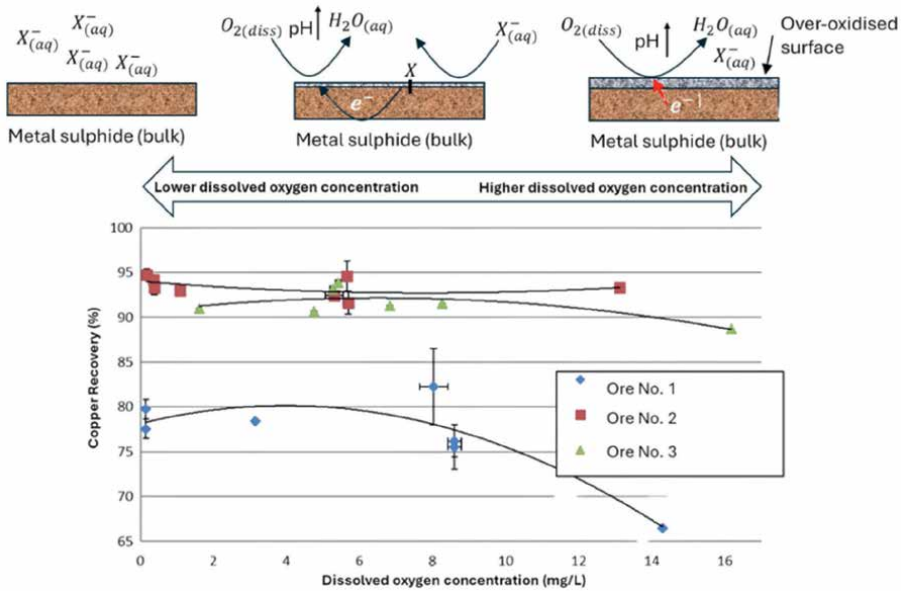 X⁻(aq) X⁻(aq)
X⁻(aq) X⁻(aq)
Metal sulphide (bulk)
O2(diss) pH↑ H2O(aq) X⁻(aq)
X
e⁻
Metal sulphide (bulk)
O2(diss) pH↑ H2O(aq)
X⁻(aq)
Over-oxidised
surface
e⁻
Metal sulphide (bulk)
Lower dissolved oxygen concentration
Higher dissolved oxygen concentration
Copper Recovery (%)
100
95
90
85
80
75
70
65
0 2 4 6 8 10 12 14 16
Dissolved oxygen concentration (mg/L)
Ore No. 1
Ore No. 2
Ore No. 3